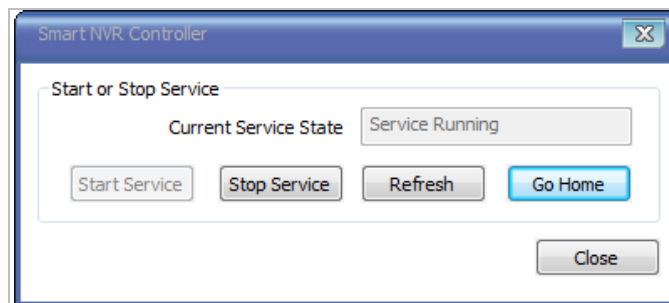 Smart NVR Controller
Start or Stop Service
Current Service State Service Running
Start Service Stop Service Refresh Go Home
Close